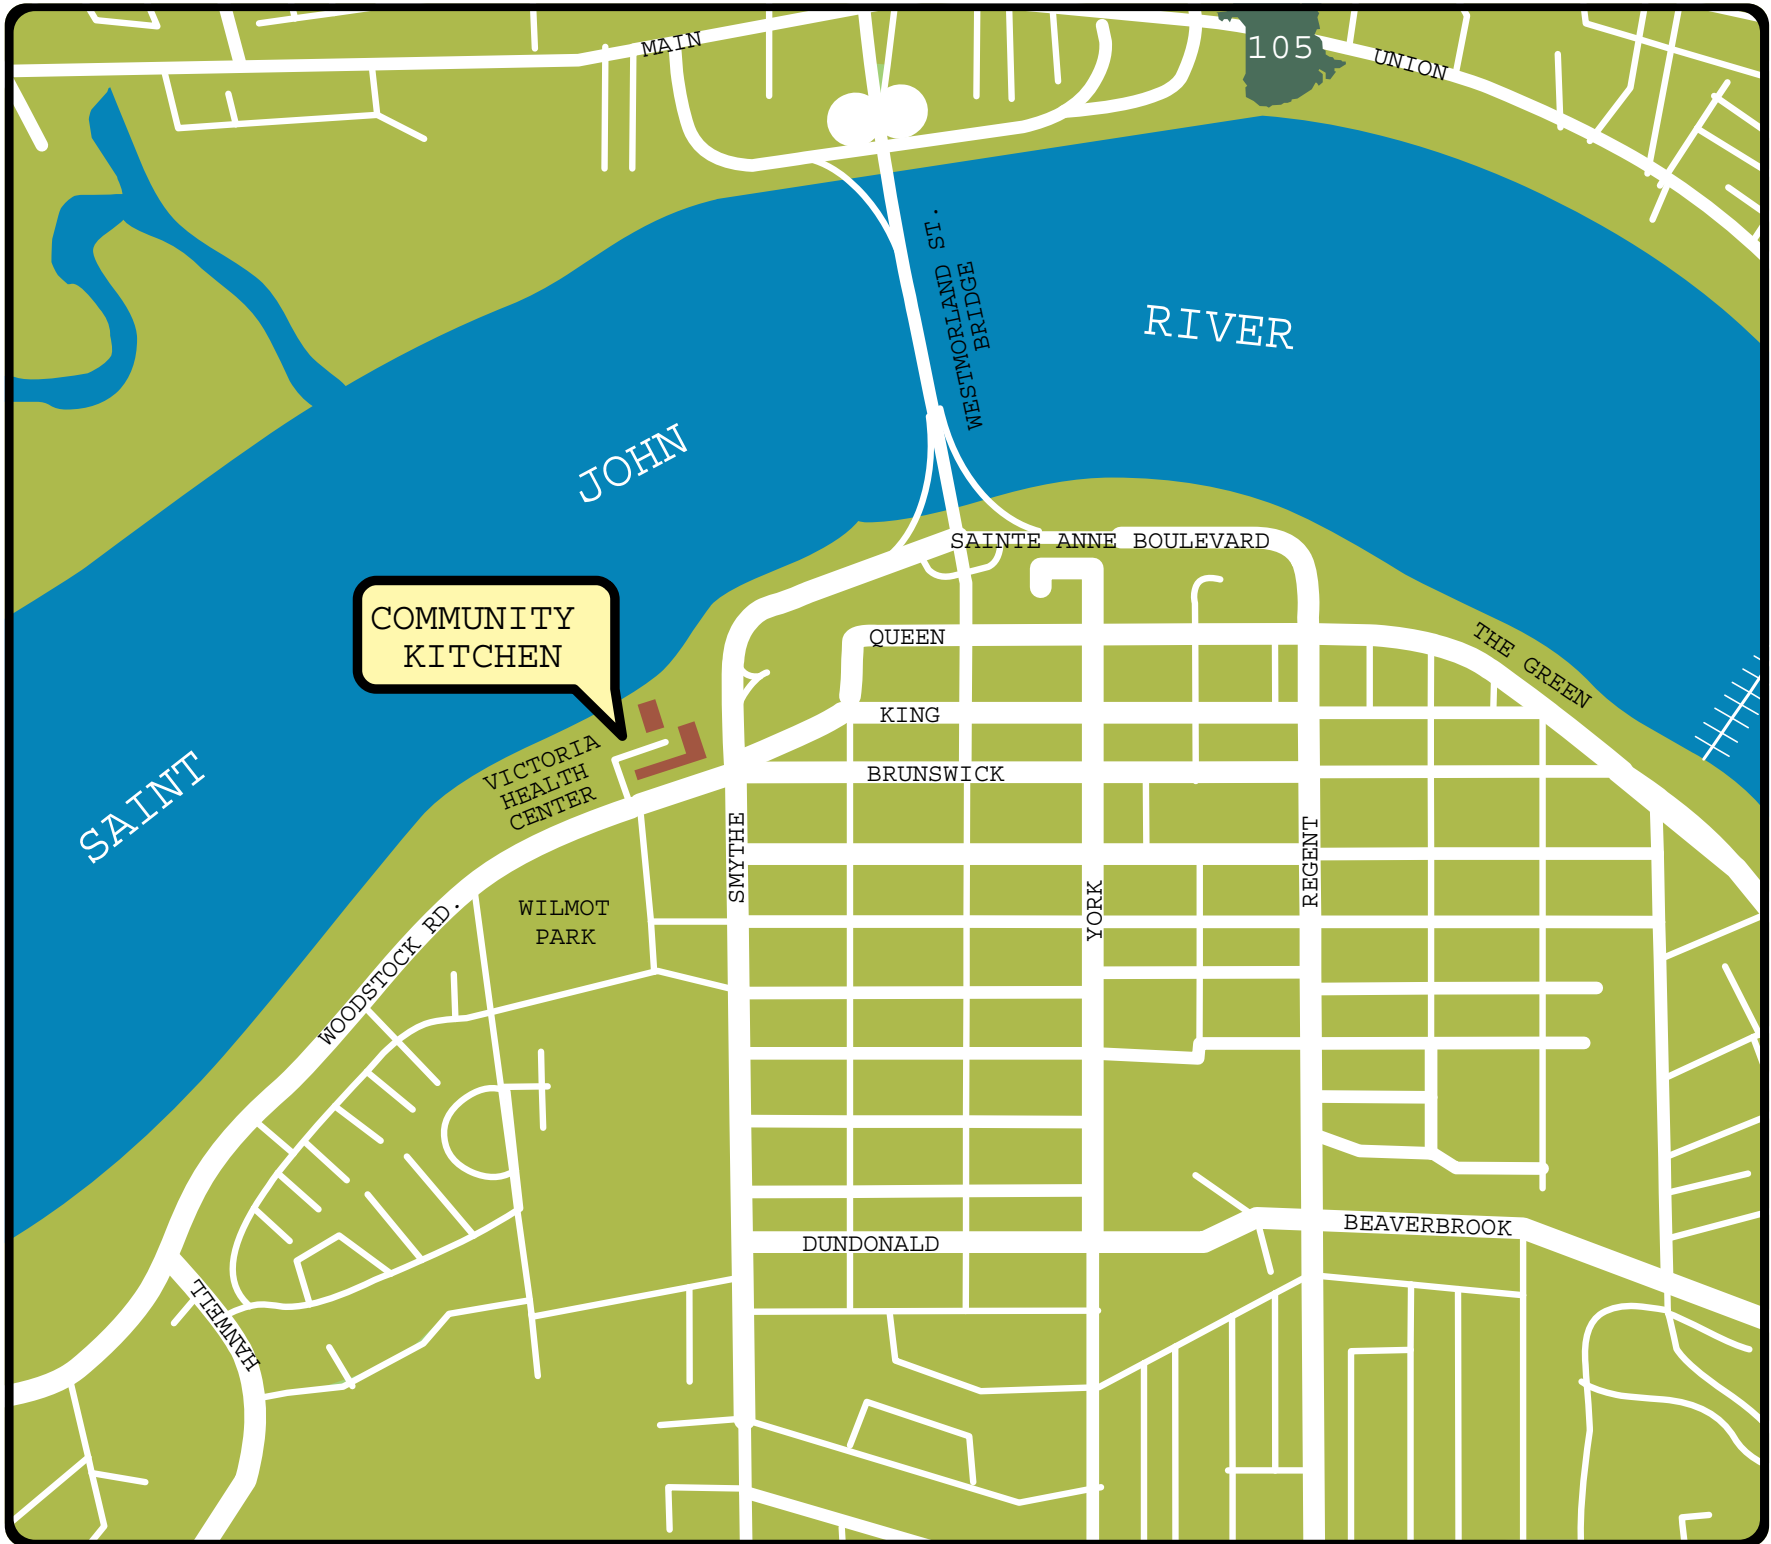 MAIN
105
UNION
WESTMORLAND ST.
BRIDGE
RIVER
JOHN
SAINT
SAINTE ANNE BOULEVARD
COMMUNITY
KITCHEN
QUEEN
THE GREEN
KING
VICTORIA
HEALTH
CENTER
BRUNSWICK
SMYTHE
REGENT
YORK
WILMOT
PARK
WOODSTOCK RD.
BEAVERBROOK
DUNDONALD
HANWELL